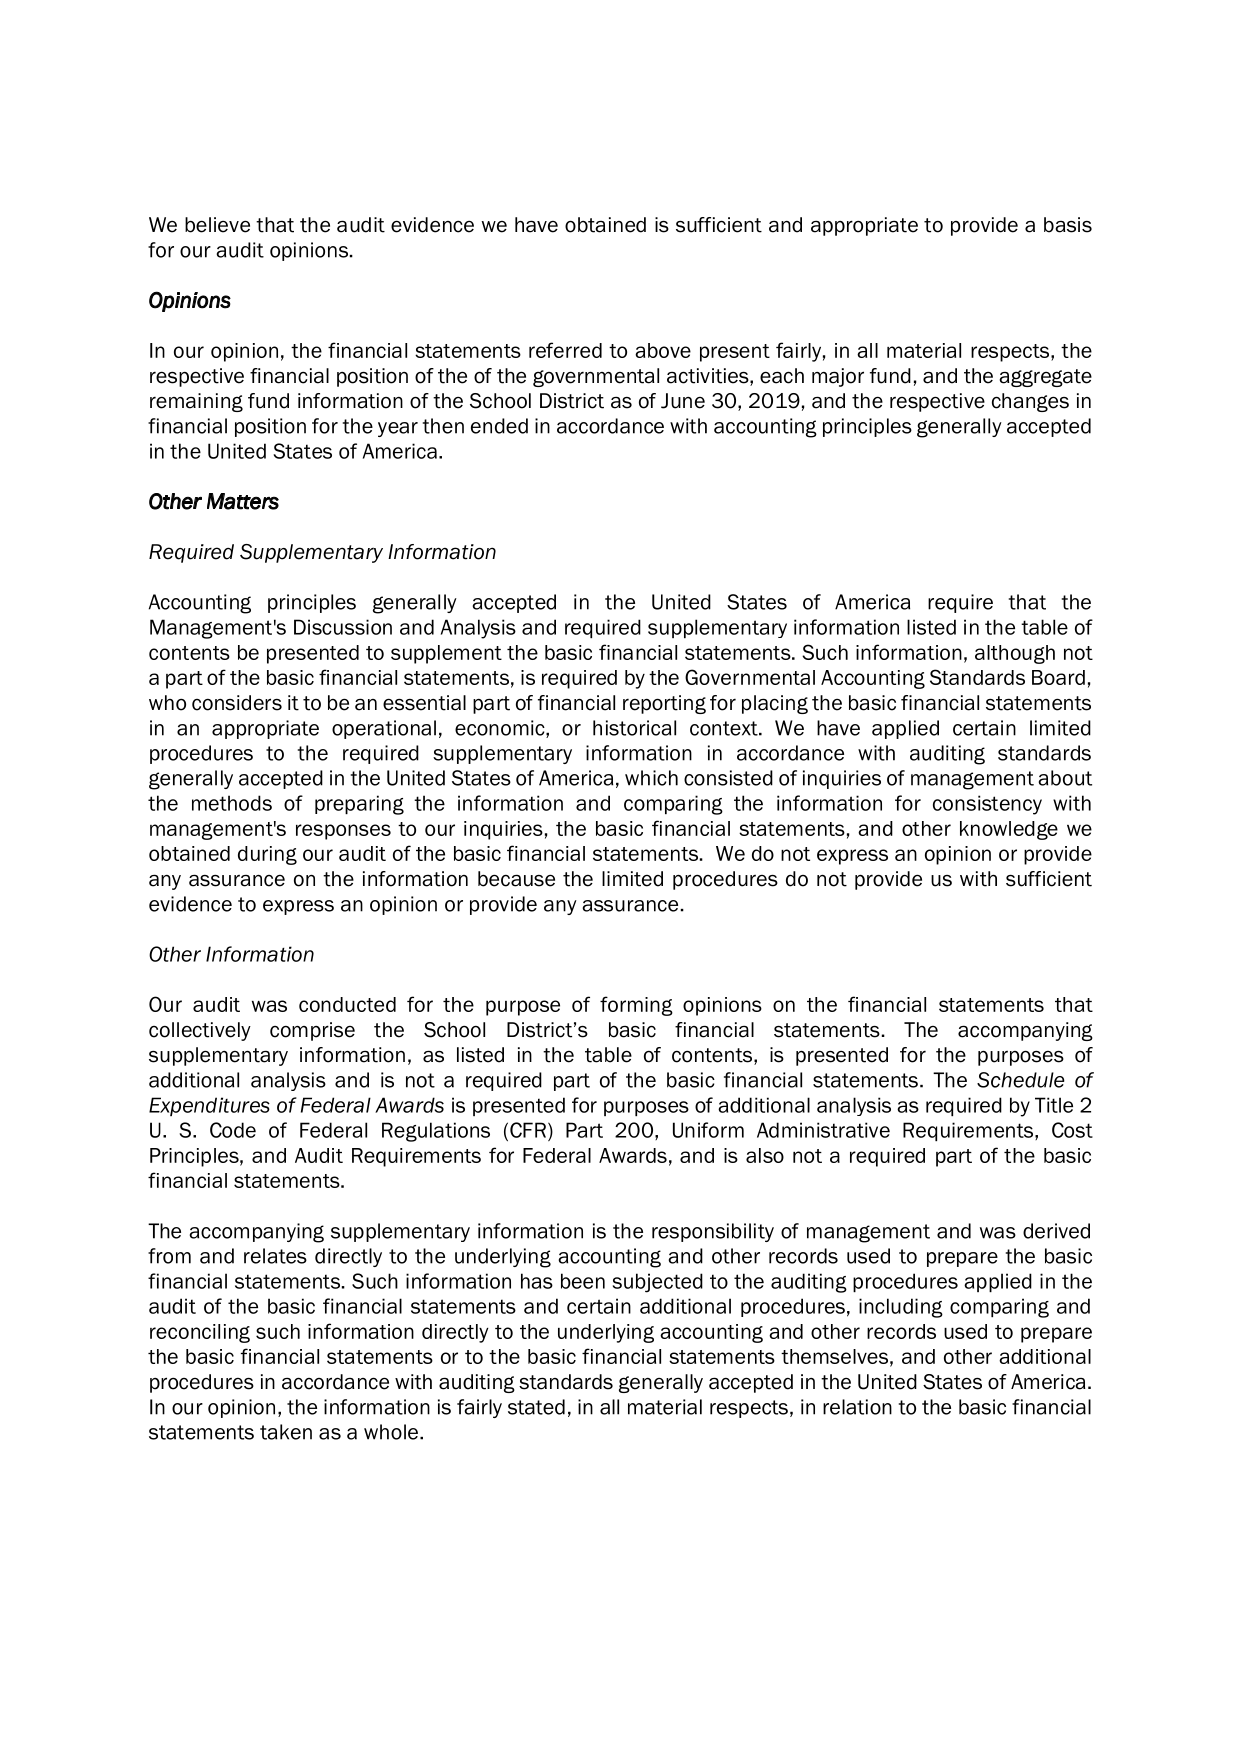 We believe that the audit evidence we have obtained is sufficient and appropriate to provide a basis
for our audit opinions.
Opinions
In our opinion, the financial statements referred to above present fairly, in all material respects, the
respective financial position of the of the governmental activities, each major fund, and the aggregate
remaining fund information of the School District as of June 30, 2019, and the respective changes in
financial position for the year then ended in accordance with accounting principles generally accepted
in the United States of America.
Other Matters
Required Supplementary Information
Accounting principles generally accepted in the United States of America require that the
Management's Discussion and Analysis and required supplementary information listed in the table of
contents be presented to supplement the basic financial statements. Such information, although not
a part of the basic financial statements, is required by the Governmental Accounting Standards Board,
who considers it to be an essential part of financial reporting for placing the basic financial statements
in an appropriate operational, economic, or historical context. We have applied certain limited
procedures to the required supplementary information in accordance with auditing standards
generally accepted in the United States of America, which consisted of inquiries of management about
the methods of preparing the information and comparing the information for consistency with
management's responses to our inquiries, the basic financial statements, and other knowledge we
obtained during our audit of the basic financial statements.  We do not express an opinion or provide
any assurance on the information because the limited procedures do not provide us with sufficient
evidence to express an opinion or provide any assurance.
Other Information
Our audit was conducted for the purpose of forming opinions on the financial statements that
collectively comprise the School District’s basic financial statements. The accompanying
supplementary information, as listed in the table of contents, is presented for the purposes of
additional analysis and is not a required part of the basic financial statements. The Schedule of
Expenditures of Federal Awards is presented for purposes of additional analysis as required by Title 2
U. S. Code of Federal Regulations (CFR) Part 200, Uniform Administrative Requirements, Cost
Principles, and Audit Requirements for Federal Awards, and is also not a required part of the basic
financial statements.
The accompanying supplementary information is the responsibility of management and was derived
from and relates directly to the underlying accounting and other records used to prepare the basic
financial statements. Such information has been subjected to the auditing procedures applied in the
audit of the basic financial statements and certain additional procedures, including comparing and
reconciling such information directly to the underlying accounting and other records used to prepare
the basic financial statements or to the basic financial statements themselves, and other additional
procedures in accordance with auditing standards generally accepted in the United States of America.
In our opinion, the information is fairly stated, in all material respects, in relation to the basic financial
statements taken as a whole.